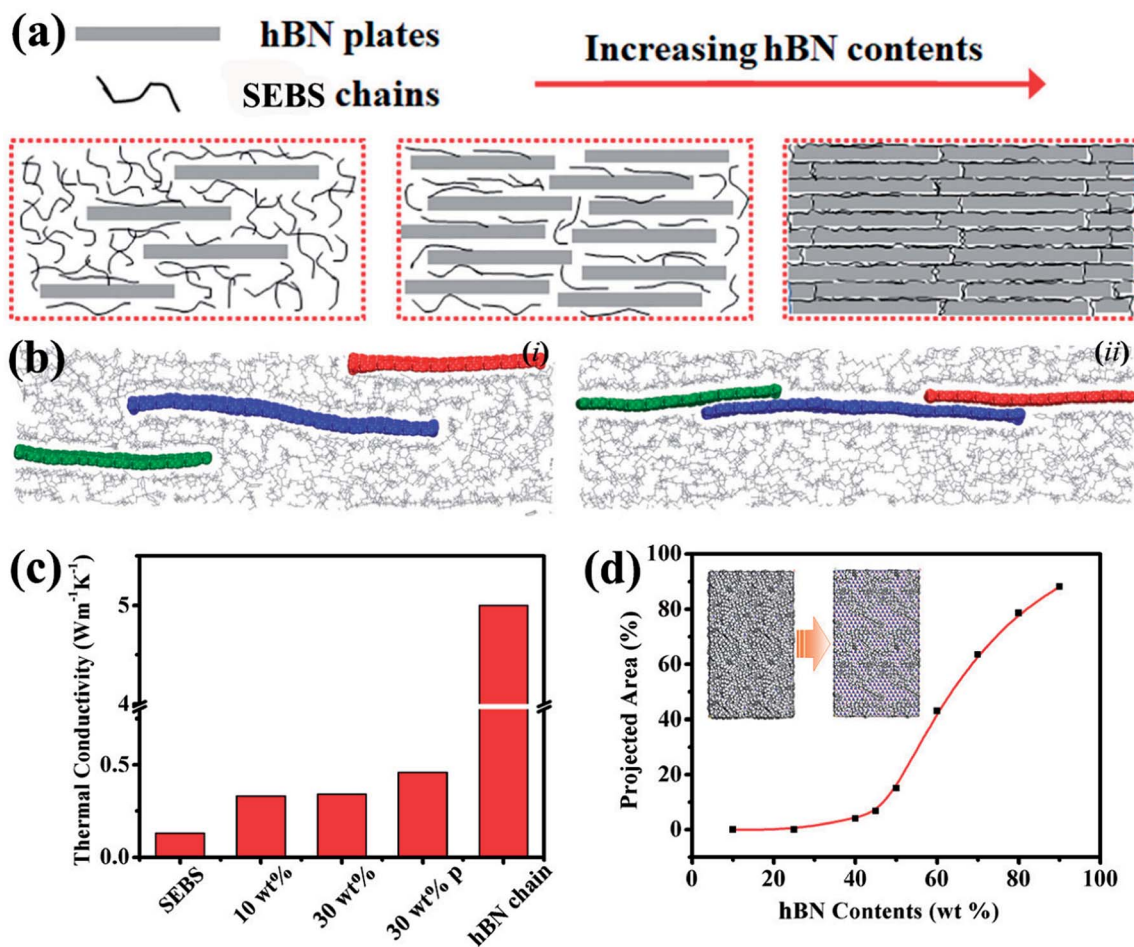 (a)
hBN plates
SEBS chains
Increasing hBN contents
(b)
(i)
(ii)
(c)
Thermal Conductivity (Wm⁻¹K⁻¹)
5
4
0.5
0.0
SEBS
10 wt%
30 wt%
30 wt% p
hBN chain
(d)
Projected Area (%)
100
80
60
40
20
0
0 20 40 60 80 100
hBN Contents (wt %)